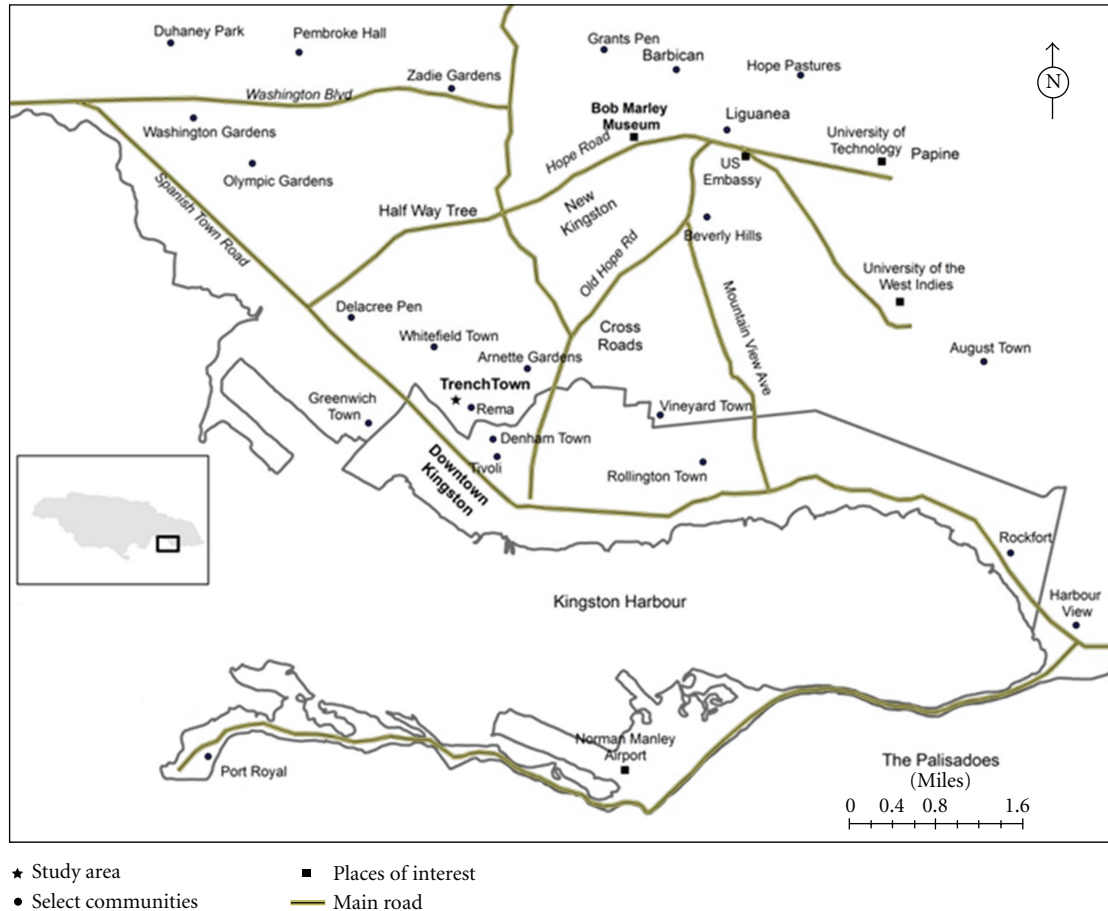 Duhaney Park
Pembroke Hall
Grants Pen
Barbican
Hope Pastures
N
Zadie Gardens
Washington Blvd
Bob Marley
Museum
Liguanea
Washington Gardens
University of
Technology
Papine
Hope Road
US
Embassy
Olympic Gardens
Spanish Town Road
Half Way Tree
New
Kingston
Beverly Hills
Old Hope Rd
University of the
West Indies
Mountain View Ave
Delacree Pen
Whitefield Town
Cross
Roads
Arnette Gardens
August Town
TrenchTown
Greenwich
Town
Rema
Vineyard Town
Denham Town
Tivoli
Downtown
Kingston
Rollington Town
Rockfort
Kingston Harbour
Harbour
View
Norman Manley
Airport
Port Royal
The Palisadoes
(Miles)
0 0.4 0.8 1.6
Study area
Places of interest
Select communities
Main road